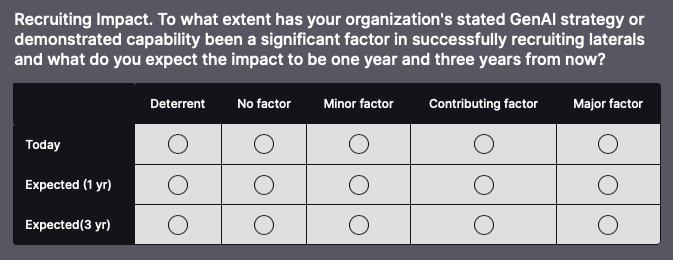 Recruiting Impact. To what extent has your organization's stated GenAI strategy or
demonstrated capability been a significant factor in successfully recruiting laterals
and what do you expect the impact to be one year and three years from now?
Deterrent No factor Minor factor Contributing factor Major factor
Today
Expected (1 yr)
Expected(3 yr)